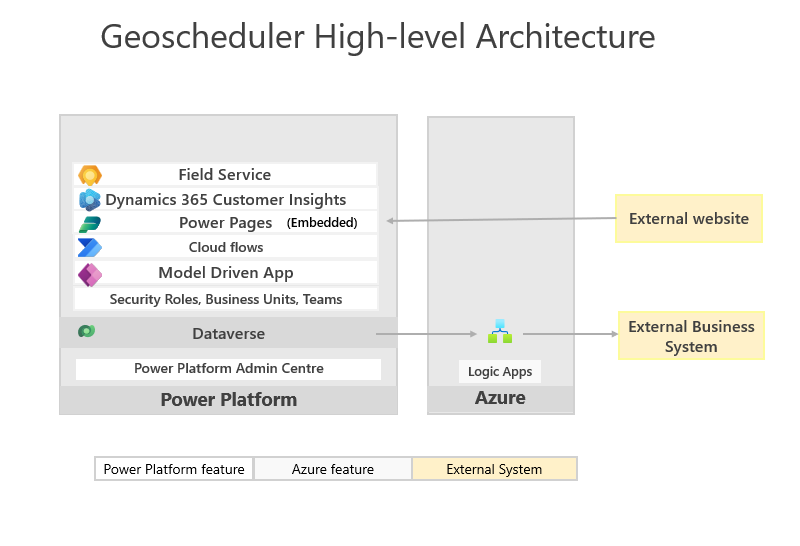 Geoscheduler High-level Architecture
Field Service
Dynamics 365 Customer Insights
Power Pages (Embedded)
Cloud flows
Model Driven App
Security Roles, Business Units, Teams
Dataverse
Power Platform Admin Centre
Power Platform
Logic Apps
Azure
External website
External Business
System
Power Platform feature
Azure feature
External System